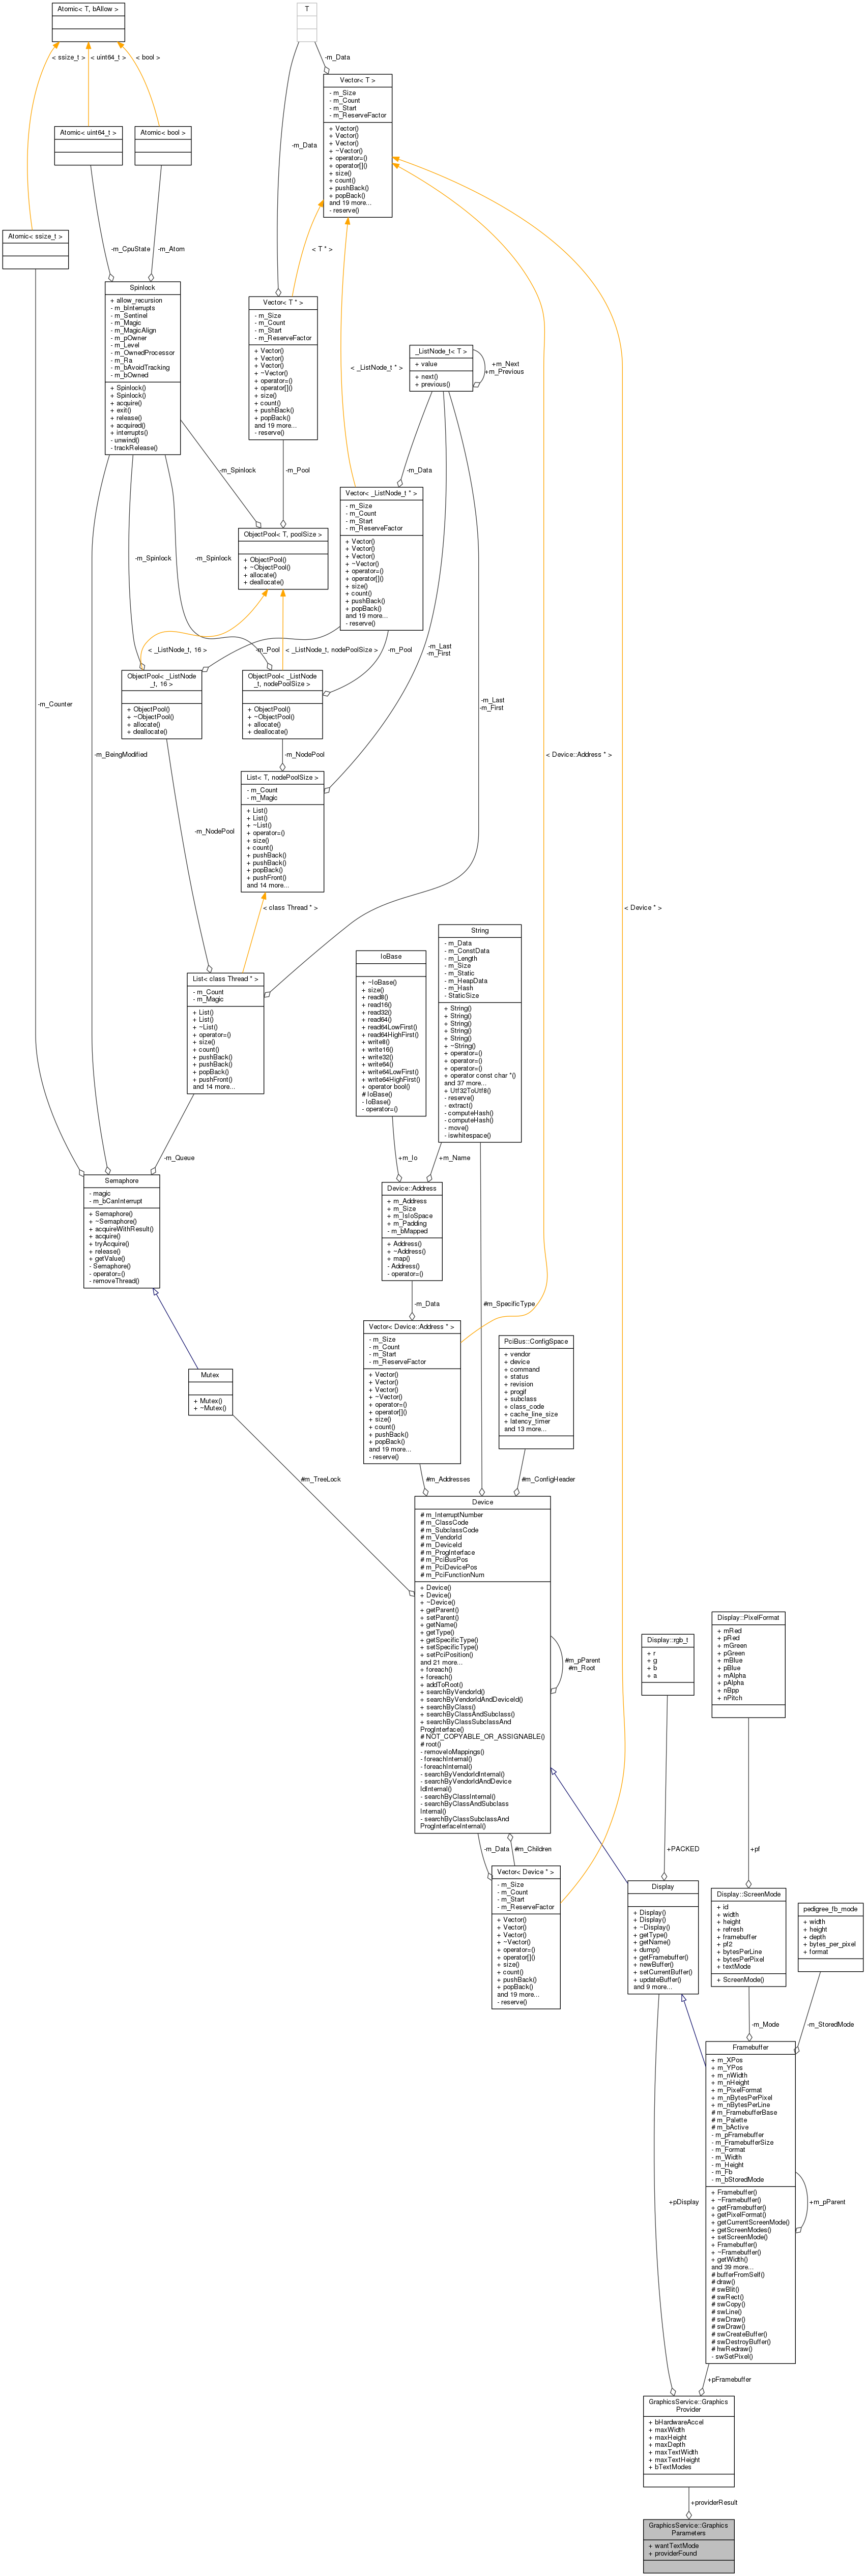 Atomic< T, bAllow >
T
< ssize_t >
< uint64_t >
< bool >
-m_Data
Vector< T >
- m_Size
- m_Count
- m_Start
- m_ReserveFactor
+ Vector()
+ Vector()
+ Vector()
+ ~Vector()
+ operator=()
+ operator[]()
+ size()
+ count()
+ pushBack()
+ popBack()
and 19 more...
- reserve()
Atomic< uint64_t >
Atomic< bool >
-m_Data
Atomic< ssize_t >
-m_CpuState
-m_Atom
< T * >
Spinlock
+ allow_recursion
- m_bInterrupts
- m_Sentinel
- m_Magic
- m_MagicAlign
- m_pOwner
- m_Level
- m_OwnedProcessor
- m_Ra
- m_bAvoidTracking
- m_bOwned
+ Spinlock()
+ Spinlock()
+ acquire()
+ exit()
+ release()
+ acquired()
+ interrupts()
- unwind()
- trackRelease()
Vector< T * >
- m_Size
- m_Count
- m_Start
- m_ReserveFactor
+ Vector()
+ Vector()
+ Vector()
+ ~Vector()
+ operator=()
+ operator[]()
+ size()
+ count()
+ pushBack()
+ popBack()
and 19 more...
- reserve()
_ListNode_t< T >
+ value
+ next()
+ previous()
+m_Next
+m_Previous
< _ListNode_t * >
-m_Spinlock
-m_Pool
-m_Data
Vector< _ListNode_t * >
- m_Size
- m_Count
- m_Start
- m_ReserveFactor
+ Vector()
+ Vector()
+ Vector()
+ ~Vector()
+ operator=()
+ operator[]()
+ size()
+ count()
+ pushBack()
+ popBack()
and 19 more...
- reserve()
ObjectPool< T, poolSize >
+ ObjectPool()
+ ~ObjectPool()
+ allocate()
+ deallocate()
-m_Spinlock
-m_Spinlock
< _ListNode_t, 16 >
-m_Pool
< _ListNode_t, nodePoolSize >
-m_Pool
-m_Last
-m_First
ObjectPool< _ListNode
_t, 16 >
+ ObjectPool()
+ ~ObjectPool()
+ allocate()
+ deallocate()
ObjectPool< _ListNode
_t, nodePoolSize >
+ ObjectPool()
+ ~ObjectPool()
+ allocate()
+ deallocate()
-m_Last
-m_First
-m_Counter
-m_BeingModified
-m_NodePool
< Device::Address * >
List< T, nodePoolSize >
- m_Count
- m_Magic
+ List()
+ List()
+ ~List()
+ operator=()
+ size()
+ count()
+ pushBack()
+ pushBack()
+ popBack()
+ pushFront()
and 14 more...
-m_NodePool
< class Thread * >
< Device * >
List< class Thread * >
- m_Count
- m_Magic
+ List()
+ List()
+ ~List()
+ operator=()
+ size()
+ count()
+ pushBack()
+ pushBack()
+ popBack()
+ pushFront()
and 14 more...
IoBase
+ ~IoBase()
+ size()
+ read8()
+ read16()
+ read32()
+ read64()
+ read64LowFirst()
+ read64HighFirst()
+ write8()
+ write16()
+ write32()
+ write64()
+ write64LowFirst()
+ write64HighFirst()
+ operator bool()
# IoBase()
- IoBase()
- operator=()
String
- m_Data
- m_ConstData
- m_Length
- m_Size
- m_Static
- m_HeapData
- m_Hash
- StaticSize
+ String()
+ String()
+ String()
+ String()
+ String()
+ ~String()
+ operator=()
+ operator=()
+ operator=()
+ operator const char *()
and 37 more...
+ Utf32ToUtf8()
- reserve()
- extract()
- computeHash()
- computeHash()
- move()
- iswhitespace()
-m_Queue
+m_Io
+m_Name
Semaphore
- magic
- m_bCanInterrupt
+ Semaphore()
+ ~Semaphore()
+ acquireWithResult()
+ acquire()
+ tryAcquire()
+ release()
+ getValue()
- Semaphore()
- operator=()
- removeThread()
Device::Address
+ m_Address
+ m_Size
+ m_IsIoSpace
+ m_Padding
- m_bMapped
+ Address()
+ ~Address()
+ map()
- Address()
- operator=()
-m_Data
#m_SpecificType
Vector< Device::Address * >
- m_Size
- m_Count
- m_Start
- m_ReserveFactor
+ Vector()
+ Vector()
+ Vector()
+ ~Vector()
+ operator=()
+ operator[]()
+ size()
+ count()
+ pushBack()
+ popBack()
and 19 more...
- reserve()
PciBus::ConfigSpace
+ vendor
+ device
+ command
+ status
+ revision
+ progif
+ subclass
+ class_code
+ cache_line_size
+ latency_timer
and 13 more...
Mutex
+ Mutex()
+ ~Mutex()
#m_TreeLock
#m_Addresses
#m_ConfigHeader
Device
# m_InterruptNumber
# m_ClassCode
# m_SubclassCode
# m_VendorId
# m_DeviceId
# m_ProgInterface
# m_PciBusPos
# m_PciDevicePos
# m_PciFunctionNum
+ Device()
+ Device()
+ ~Device()
+ getParent()
+ setParent()
+ getName()
+ getType()
+ getSpecificType()
+ setSpecificType()
+ setPciPosition()
and 21 more...
+ foreach()
+ foreach()
+ addToRoot()
+ searchByVendorId()
+ searchByVendorIdAndDeviceId()
+ searchByClass()
+ searchByClassAndSubclass()
+ searchByClassSubclassAnd
ProgInterface()
# NOT_COPYABLE_OR_ASSIGNABLE()
# root()
- removeIoMappings()
- foreachInternal()
- foreachInternal()
- searchByVendorIdInternal()
- searchByVendorIdAndDevice
IdInternal()
- searchByClassInternal()
- searchByClassAndSubclass
Internal()
- searchByClassSubclassAnd
ProgInterfaceInternal()
#m_pParent
#m_Root
Display::rgb_t
+ r
+ g
+ b
+ a
Display::PixelFormat
+ mRed
+ pRed
+ mGreen
+ pGreen
+ mBlue
+ pBlue
+ mAlpha
+ pAlpha
+ nBpp
+ nPitch
-m_Data
#m_Children
+PACKED
+pf
Vector< Device * >
- m_Size
- m_Count
- m_Start
- m_ReserveFactor
+ Vector()
+ Vector()
+ Vector()
+ ~Vector()
+ operator=()
+ operator[]()
+ size()
+ count()
+ pushBack()
+ popBack()
and 19 more...
- reserve()
Display
+ Display()
+ Display()
+ ~Display()
+ getType()
+ getName()
+ dump()
+ getFramebuffer()
+ newBuffer()
+ setCurrentBuffer()
+ updateBuffer()
and 9 more...
Display::ScreenMode
+ id
+ width
+ height
+ refresh
+ framebuffer
+ pf2
+ bytesPerLine
+ bytesPerPixel
+ textMode
+ ScreenMode()
pedigree_fb_mode
+ width
+ height
+ depth
+ bytes_per_pixel
+ format
-m_Mode
-m_StoredMode
Framebuffer
+ m_XPos
+ m_YPos
+ m_nWidth
+ m_nHeight
+ m_PixelFormat
+ m_nBytesPerPixel
+ m_nBytesPerLine
# m_FramebufferBase
# m_Palette
# m_bActive
- m_pFramebuffer
- m_FramebufferSize
- m_Format
- m_Width
- m_Height
- m_Fb
- m_bStoredMode
+ Framebuffer()
+ ~Framebuffer()
+ getFramebuffer()
+ getPixelFormat()
+ getCurrentScreenMode()
+ getScreenModes()
+ setScreenMode()
+ Framebuffer()
+ ~Framebuffer()
+ getWidth()
and 39 more...
# bufferFromSelf()
# draw()
# swBlit()
# swRect()
# swCopy()
# swLine()
# swDraw()
# swDraw()
# swCreateBuffer()
# swDestroyBuffer()
# hwRedraw()
- swSetPixel()
+m_pParent
+pDisplay
+pFramebuffer
GraphicsService::Graphics
Provider
+ bHardwareAccel
+ maxWidth
+ maxHeight
+ maxDepth
+ maxTextWidth
+ maxTextHeight
+ bTextModes
+providerResult
GraphicsService::Graphics
Parameters
+ wantTextMode
+ providerFound